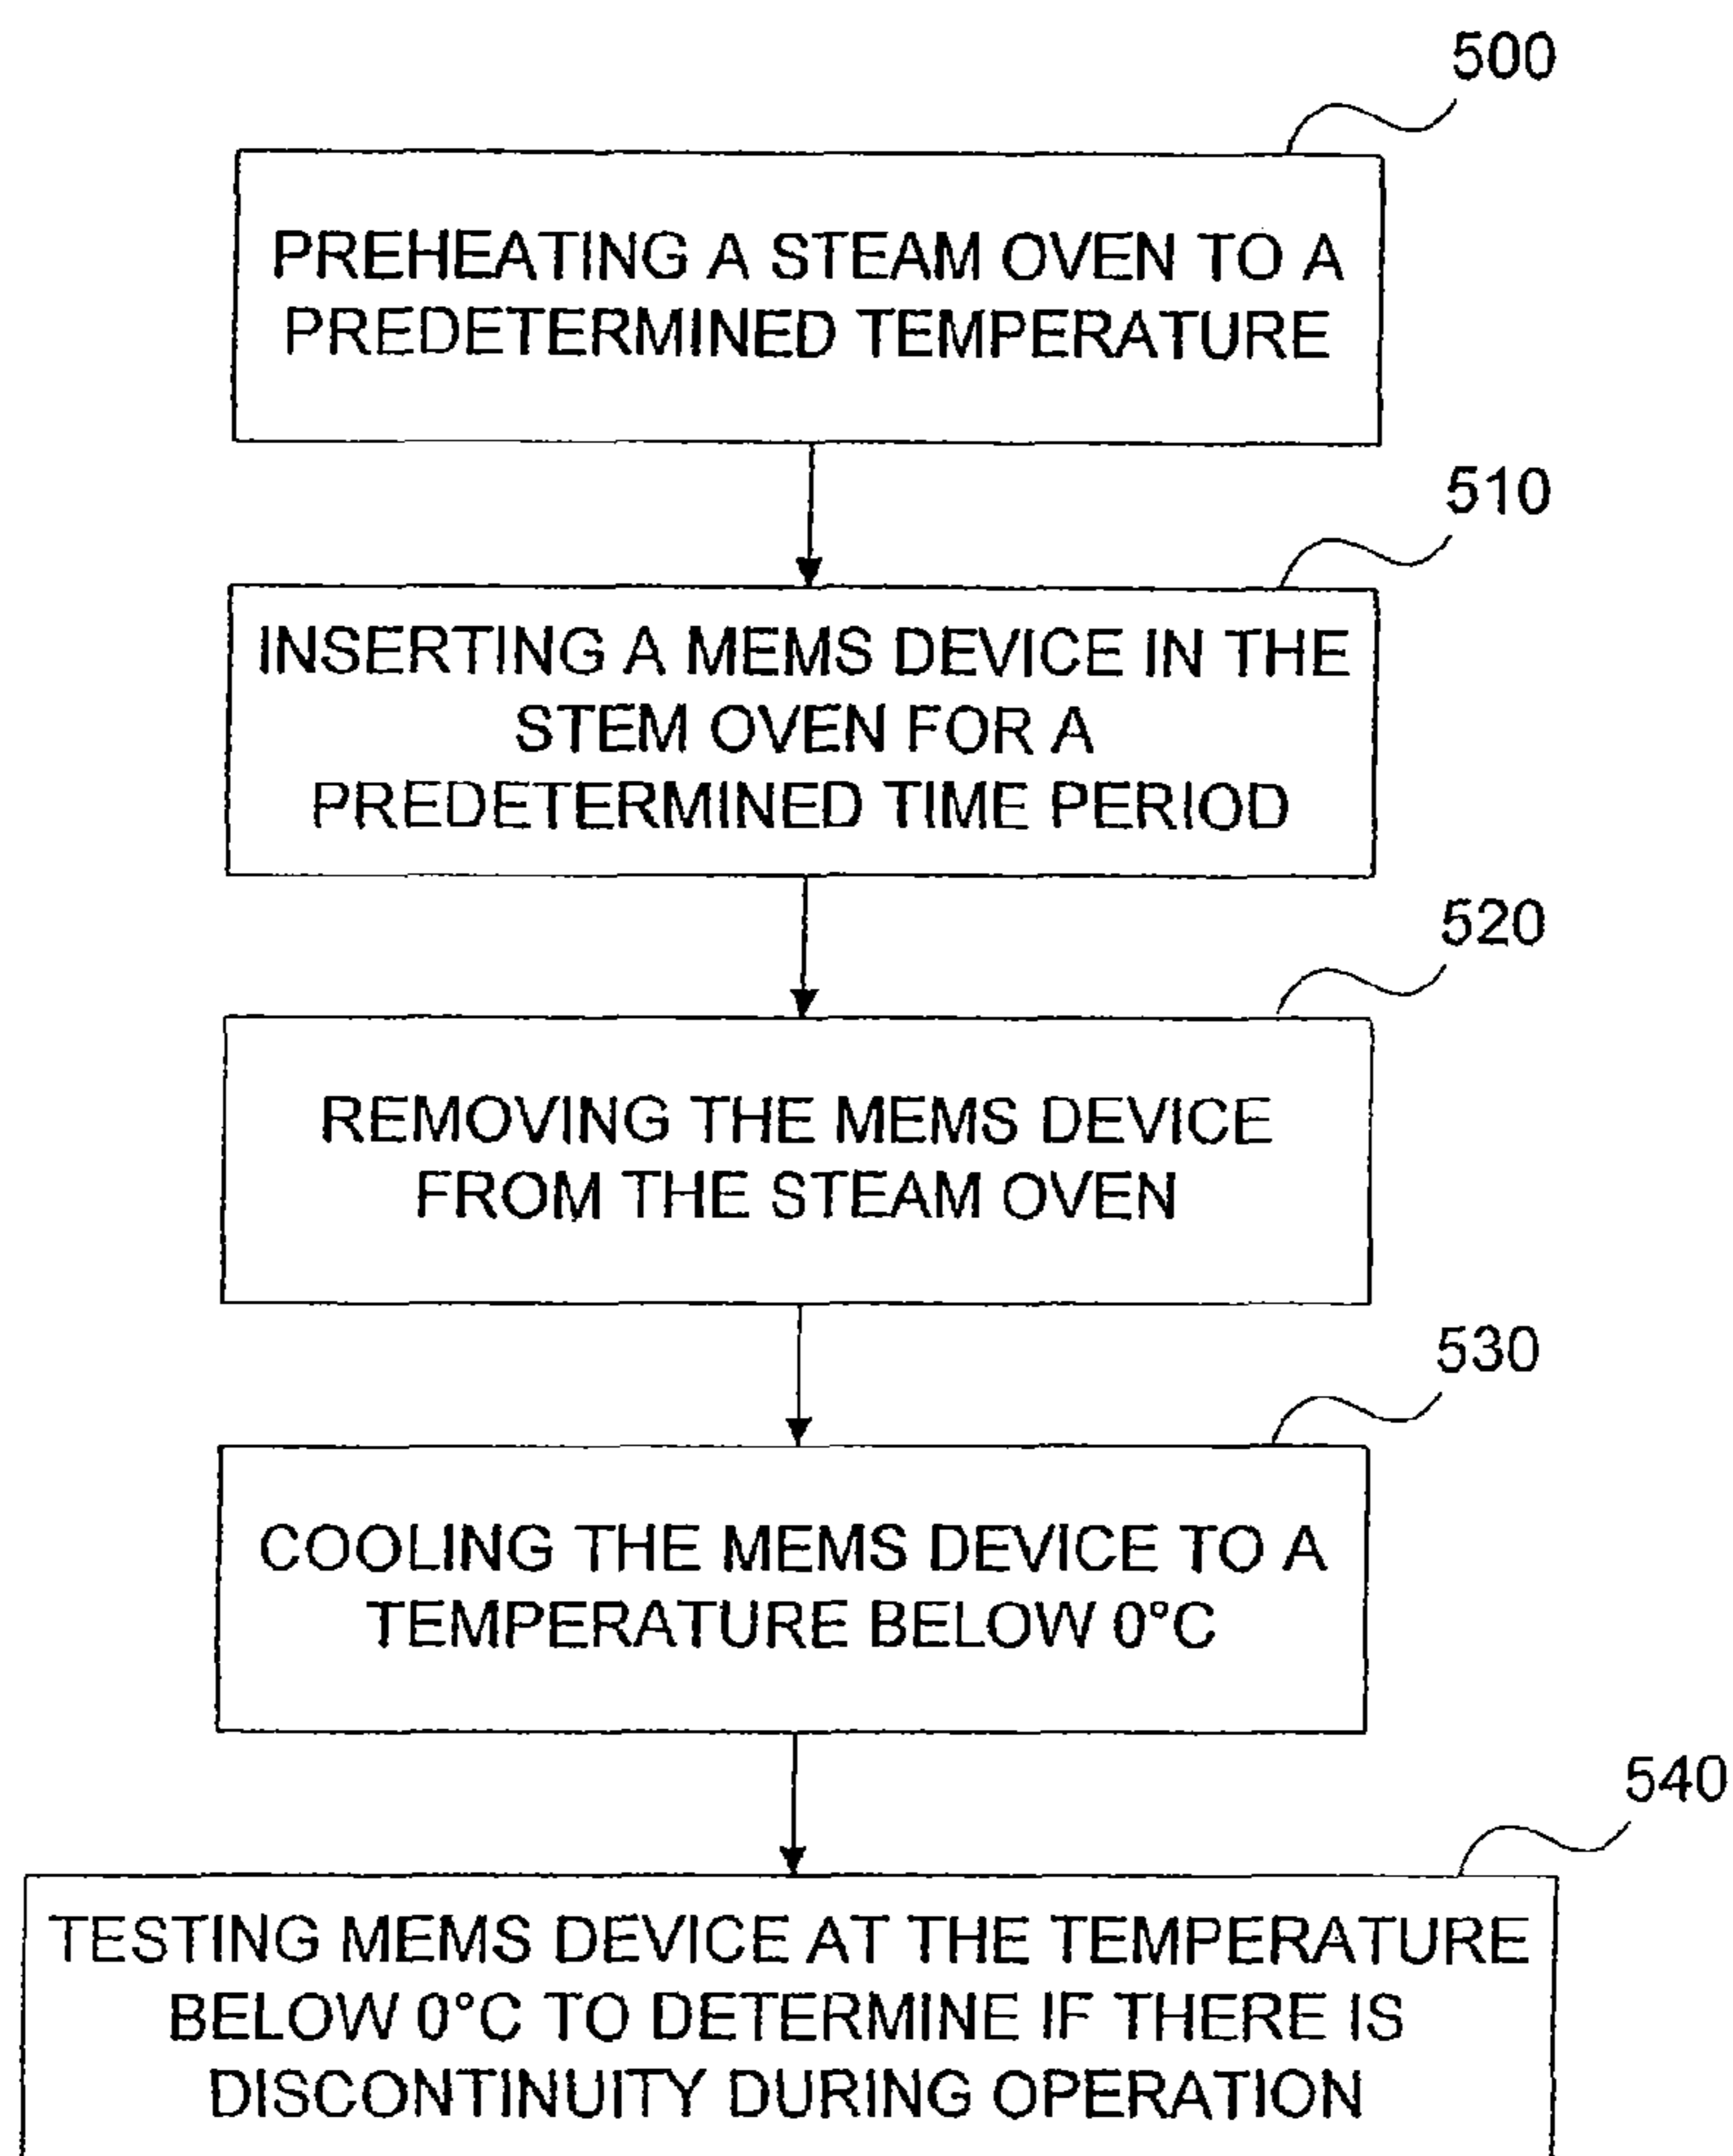 500
PREHEATING A STEAM OVEN TO A
PREDETERMINED TEMPERATURE
510
INSERTING A MEMS DEVICE IN THE
STEM OVEN FOR A
PREDETERMINED TIME PERIOD
520
REMOVING THE MEMS DEVICE
FROM THE STEAM OVEN
530
COOLING THE MEMS DEVICE TO A
TEMPERATURE BELOW 0°C
540
TESTING MEMS DEVICE AT THE TEMPERATURE
BELOW 0°C TO DETERMINE IF THERE IS
DISCONTINUITY DURING OPERATION